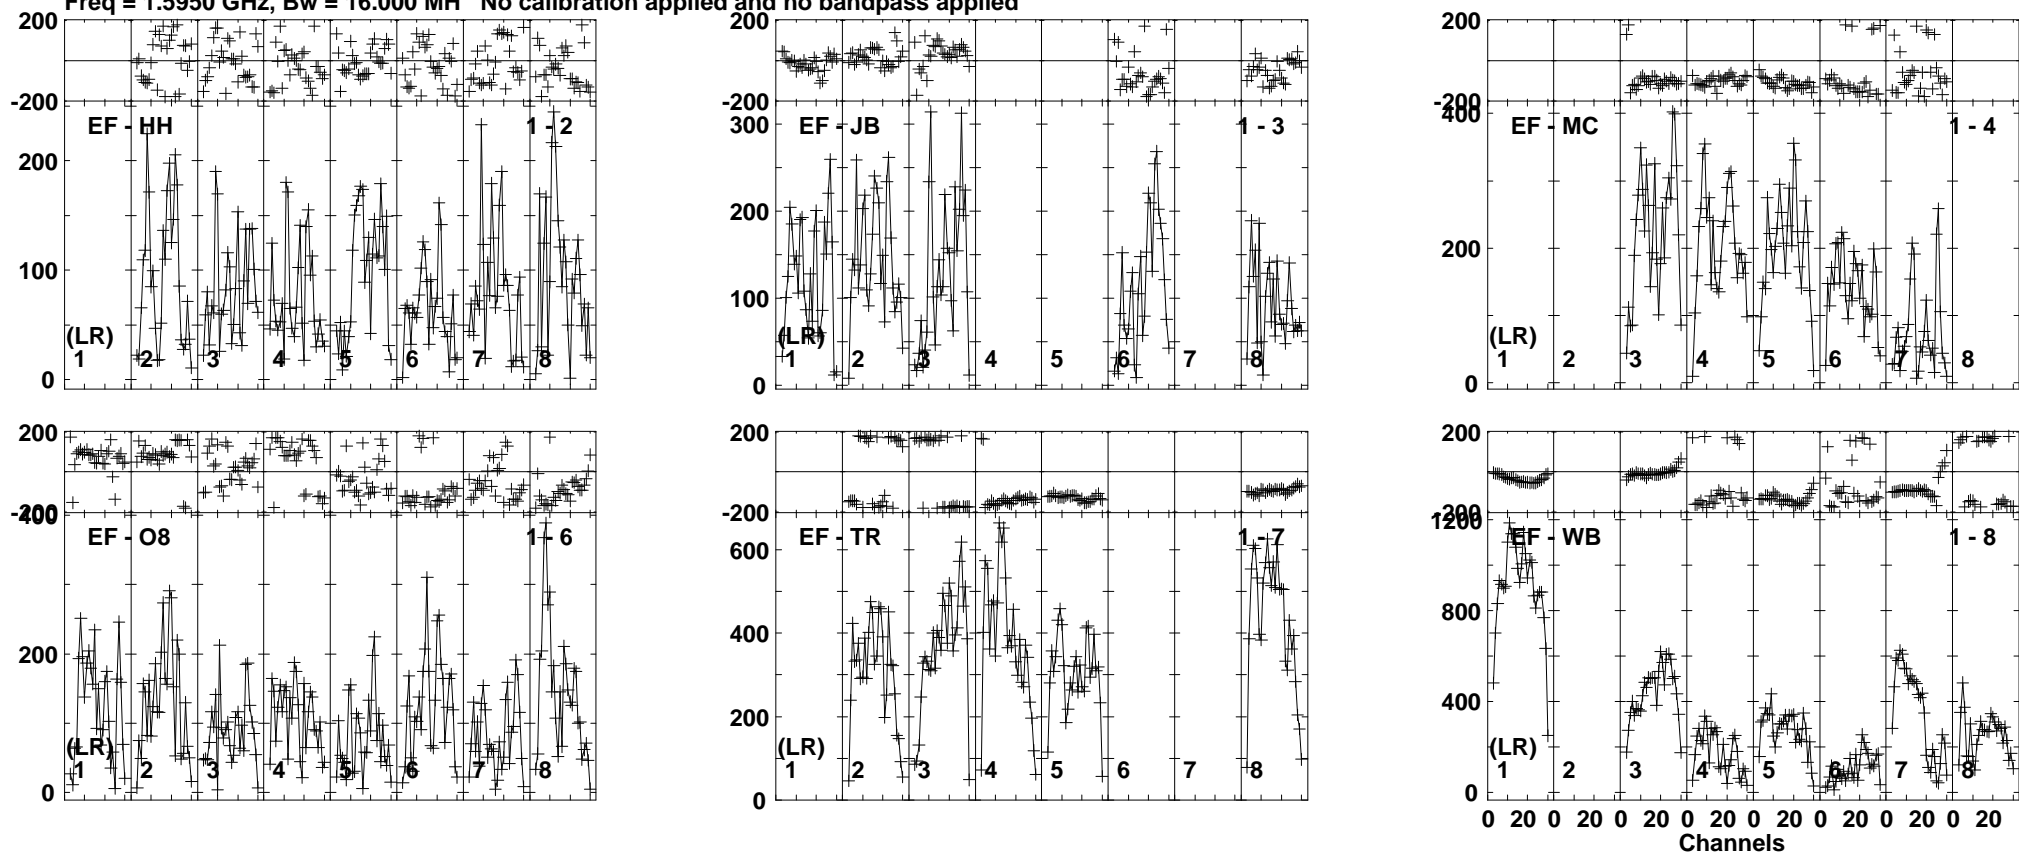 Freq = 1.5950 GHz, Bw = 16.000 MH No calibration applied and no bandpass applied
200
-200
EF - HH 1 - 2
200
100
0
(LR)
1 2 3 4 5 6 7 8
EF - JB 1 - 3
300
200
100
0
(LR)
1 2 3 4 5 6 7 8
200
-200
400
EF - MC 1 - 4
200
0
(LR)
1 2 3 4 5 6 7 8
200
-200
400
EF - O8 1 - 6
200
0
(LR)
1 2 3 4 5 6 7 8
200
-200
EF - TR 1 - 7
600
400
200
0
(LR)
1 2 3 4 5 6 7 8
200
-200
1200
EF - WB 1 - 8
800
400
0
(LR)
1 2 3 4 5 6 7 8
0 20 0 20 0 20 0 20 0 20 0 20 0 20 0 20
Channels